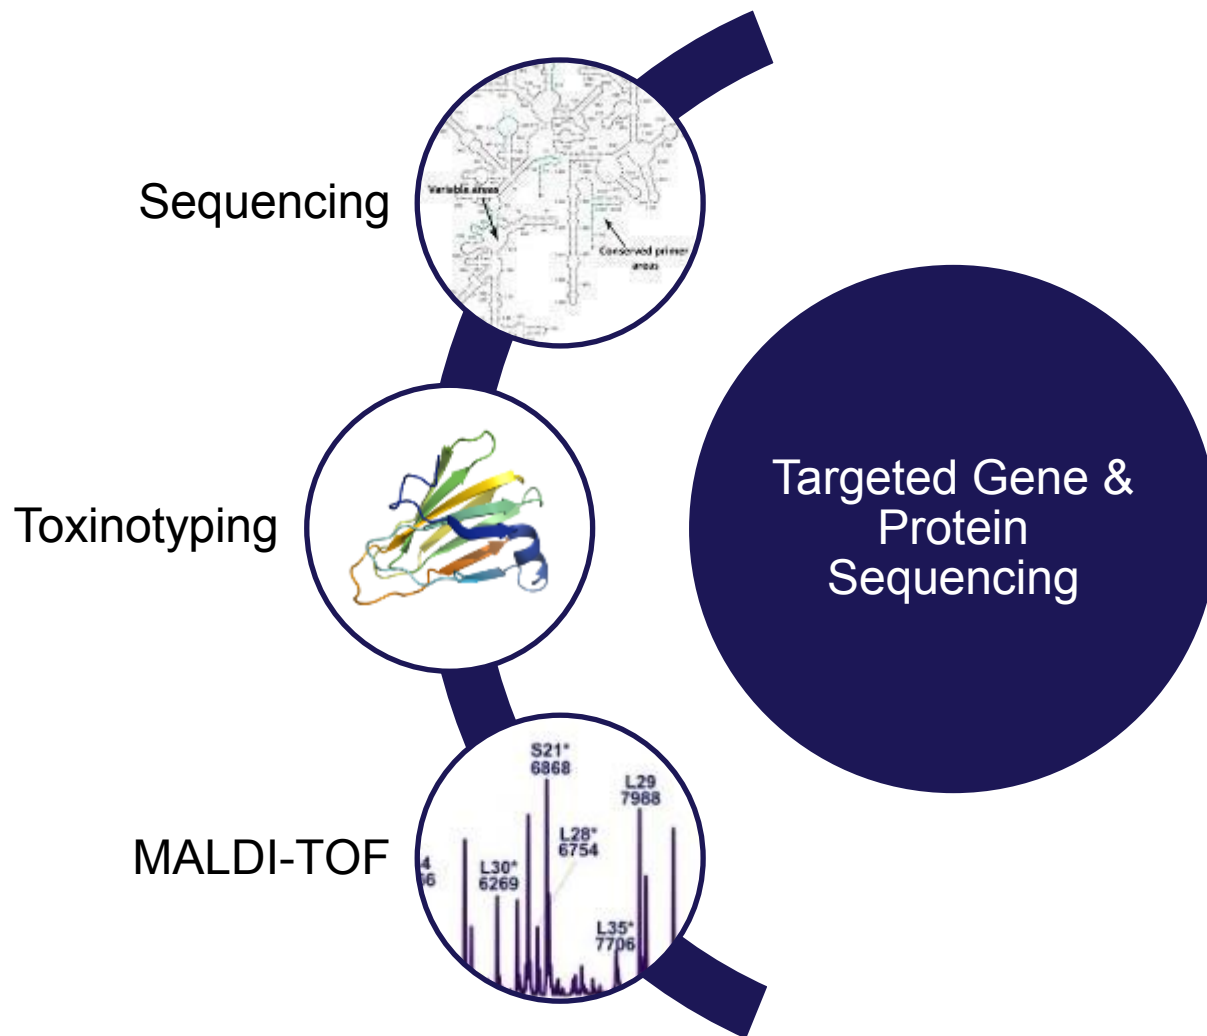 Sequencing
Variable areas
Conserved primer
areas
Toxinotyping
Targeted Gene &
Protein
Sequencing
MALDI-TOF
S21*
6868
L29
7988
L28*
6754
L30*
6269
L35*
7706